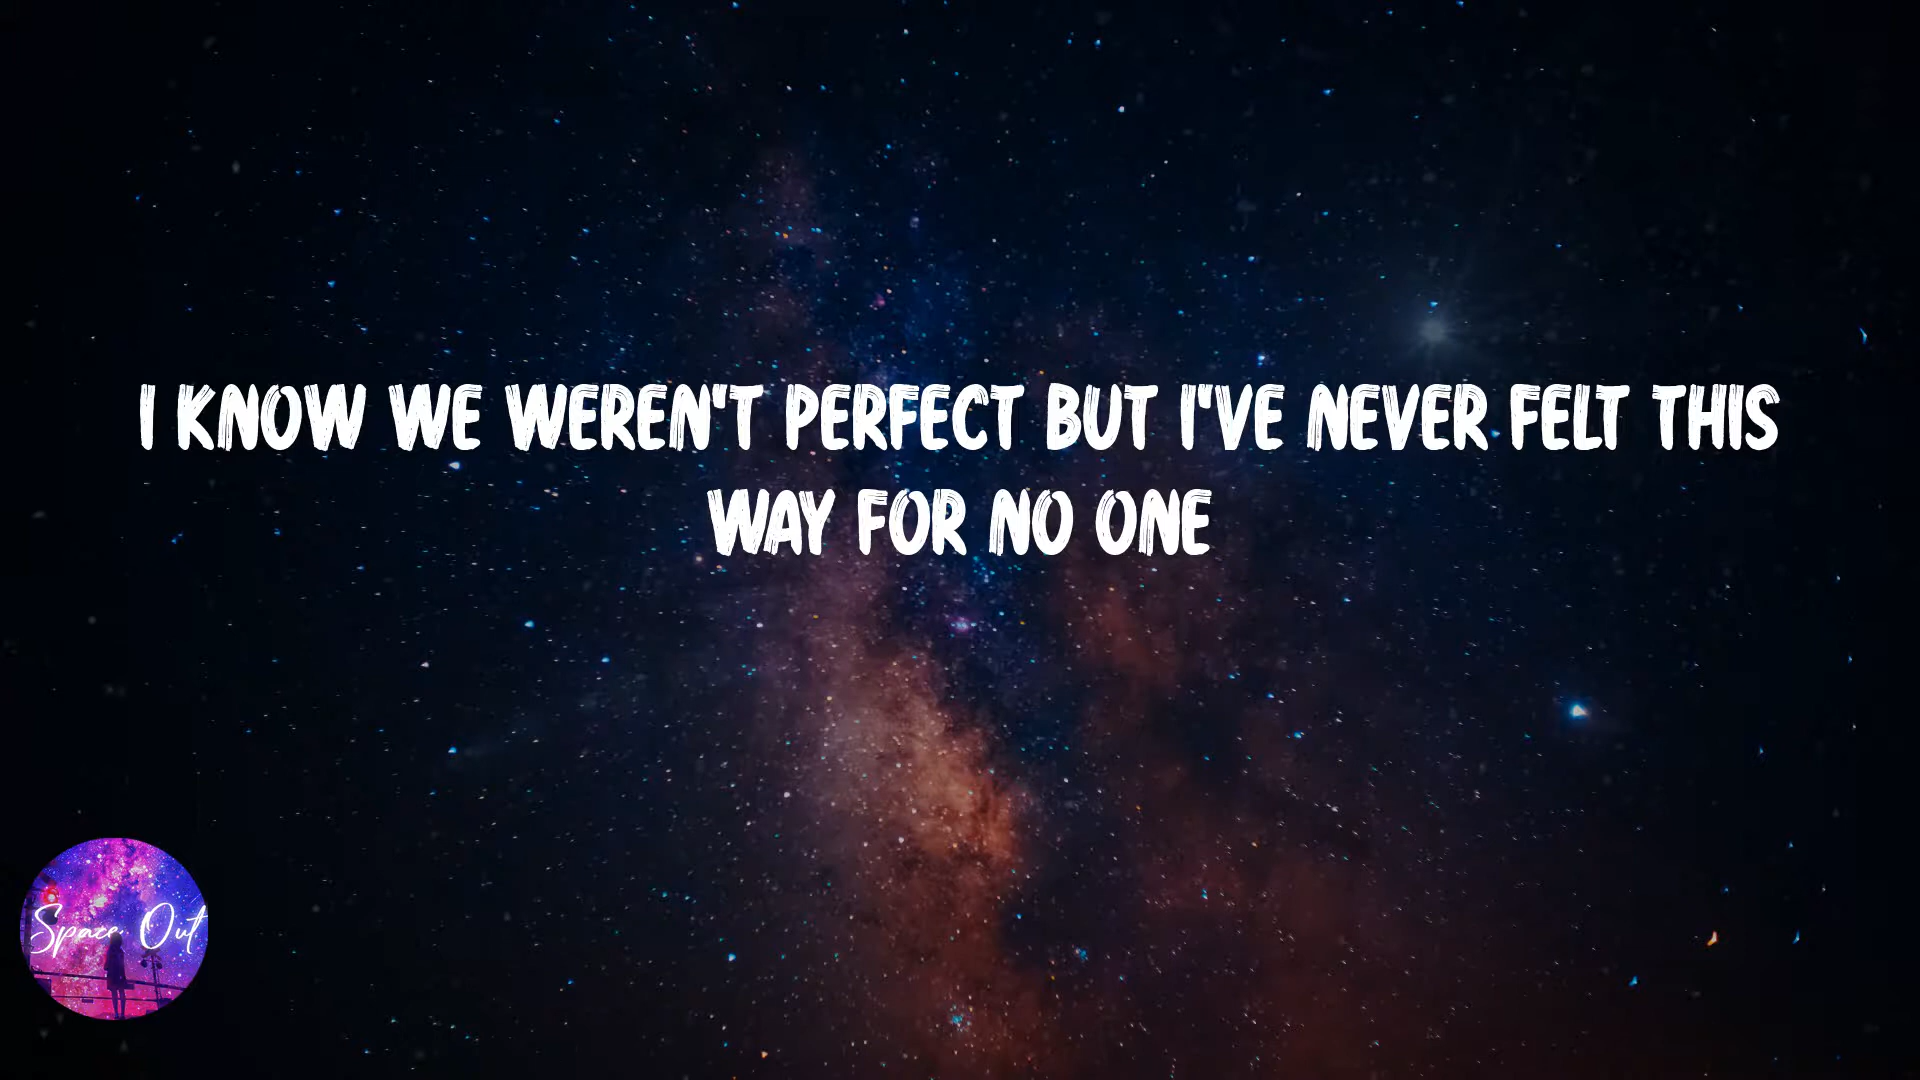 I KNOW WE WEREN'T PERFECT BUT I'VE NEVER FELT THIS
WAY FOR NO ONE
Space Out